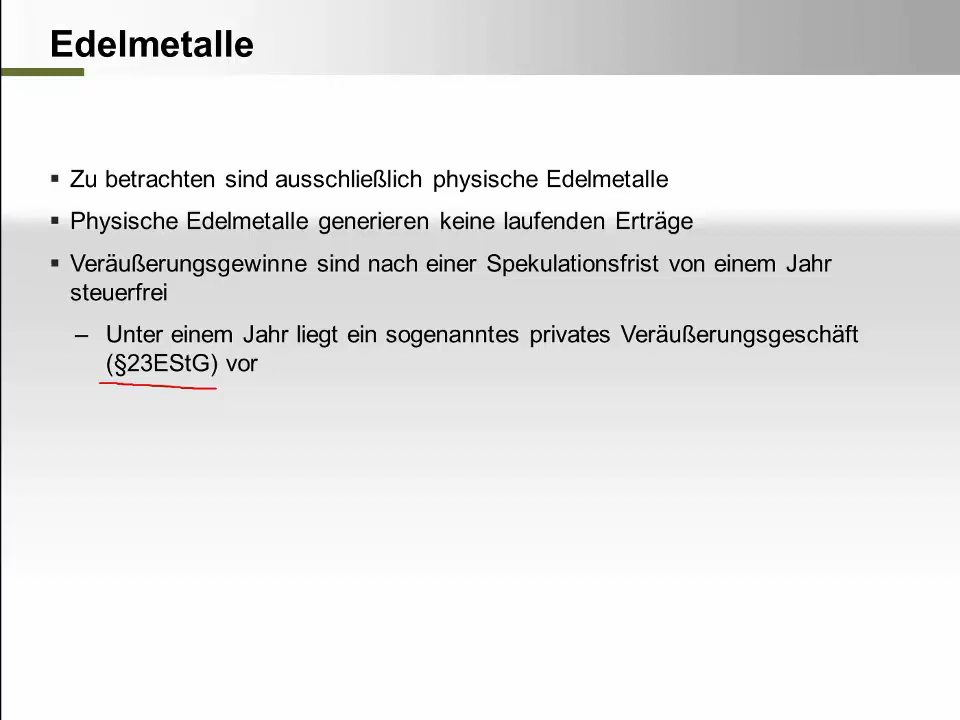 Edelmetalle
▪ Zu betrachten sind ausschließlich physische Edelmetalle
▪ Physische Edelmetalle generieren keine laufenden Erträge
▪ Veräußerungsgewinne sind nach einer Spekulationsfrist von einem Jahr
steuerfrei
– Unter einem Jahr liegt ein sogenanntes privates Veräußerungsgeschäft
(§23EStG) vor